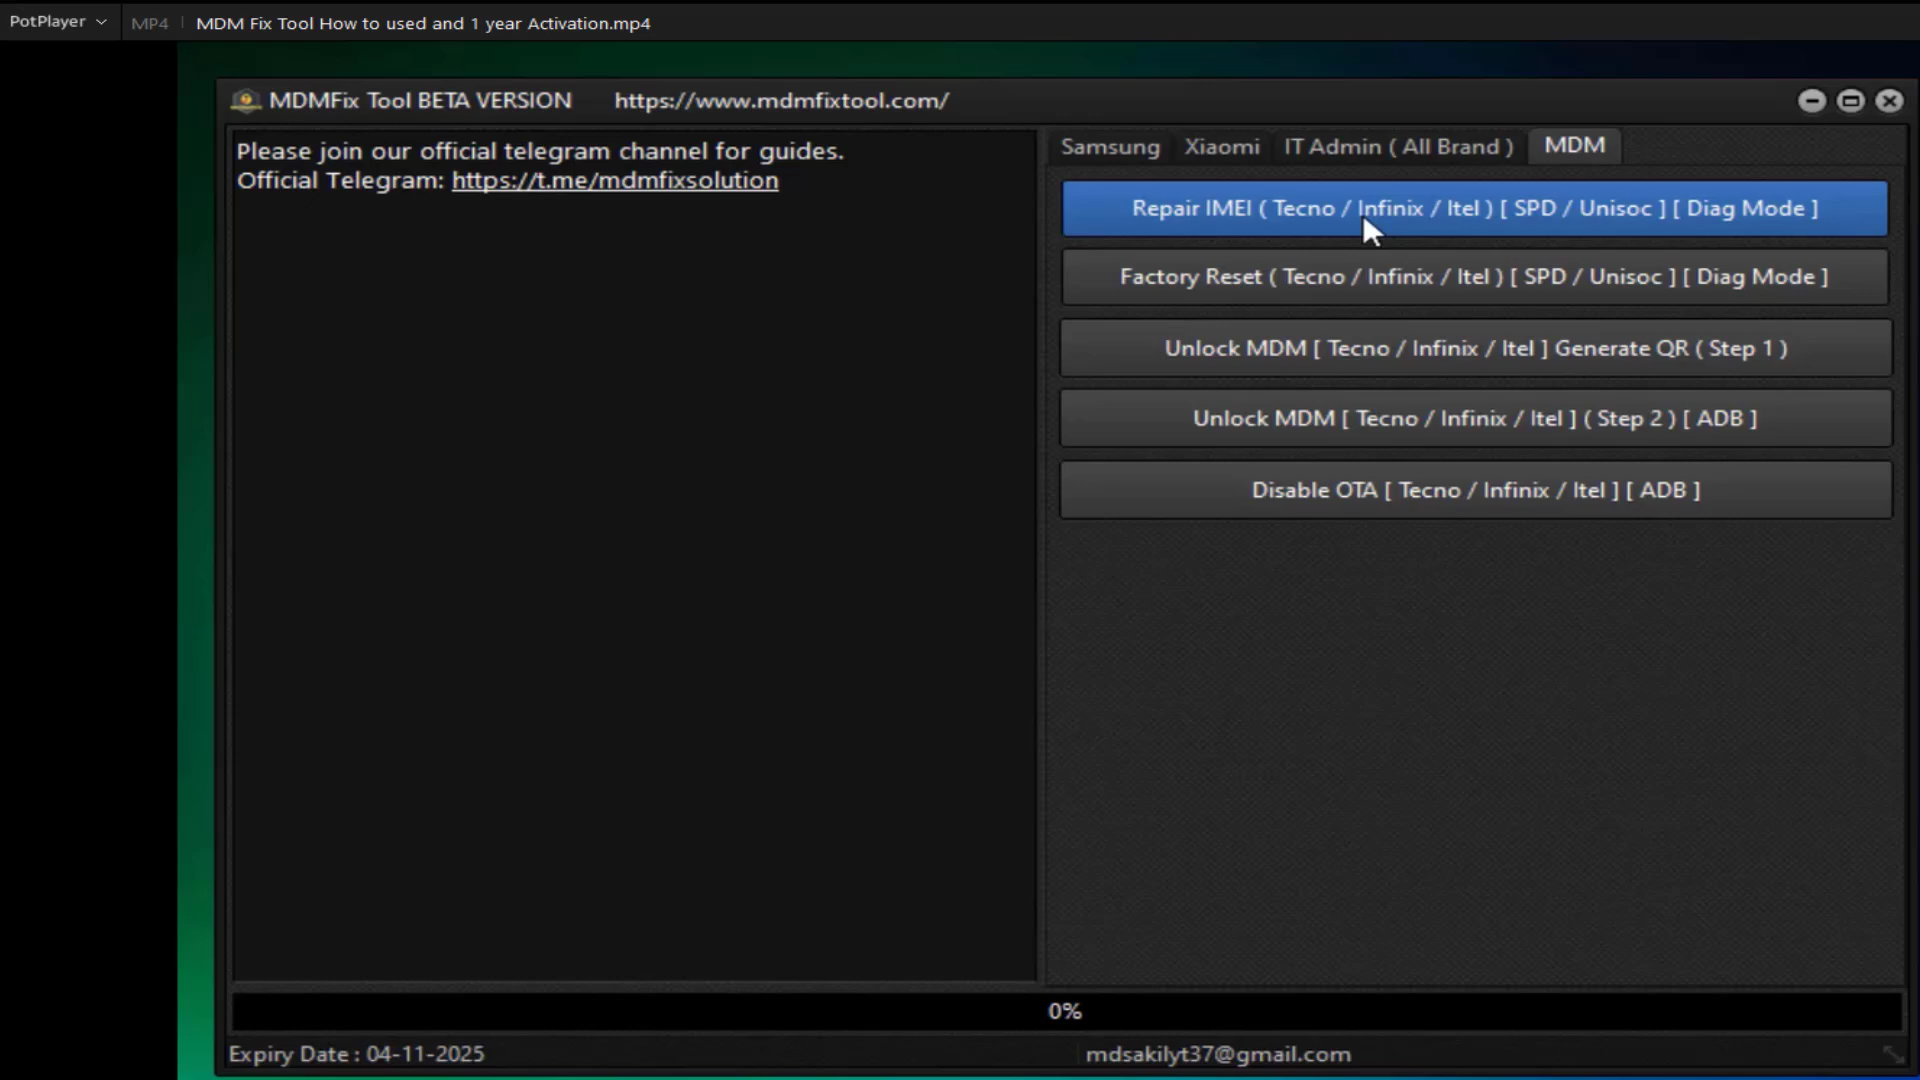 PotPlayer MP4 MDM Fix Tool How to used and 1 year Activation.mp4
MDMFix Tool BETA VERSION https://www.mdmfixtool.com/
Please join our official telegram channel for guides.
Official Telegram: https://t.me/mdmfixsolution
Samsung Xiaomi IT Admin ( All Brand ) MDM
Repair IMEI ( Tecno / Infinix / Itel ) [ SPD / Unisoc ] [ Diag Mode ]
Factory Reset ( Tecno / Infinix / Itel ) [ SPD / Unisoc ] [ Diag Mode ]
Unlock MDM [ Tecno / Infinix / Itel ] Generate QR ( Step 1 )
Unlock MDM [ Tecno / Infinix / Itel ] ( Step 2 ) [ ADB ]
Disable OTA [ Tecno / Infinix / Itel ] [ ADB ]
0%
Expiry Date : 04-11-2025 mdsakilyt37@gmail.com